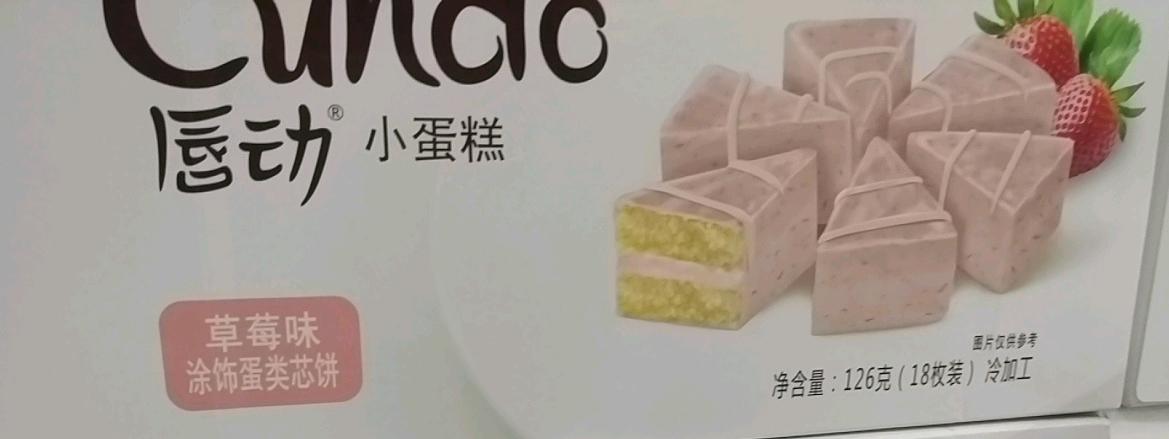 Cundo
唇动® 小蛋糕
草莓味
涂饰蛋类芯饼
图片仅供参考
净含量：126克（18枚装） 冷加工